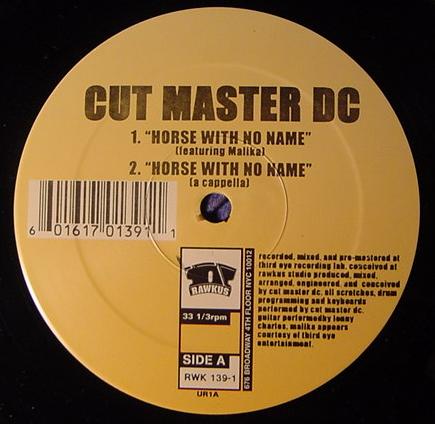 CUT MASTER DC
1. "HORSE WITH NO NAME"
(featuring Malika)
2. "HORSE WITH NO NAME"
(a cappella)
6 01617 01391 1
RAWKUS
33 1/3rpm
SIDE A
RWK 139-1
UR1A
676 BROADWAY 4TH FLOOR NYC 10012
recorded, mixed, and pre-mastered at
third eye recording lab. conceived at
rawkus studio produced, mixed,
arranged, engineered, and conceived
by cut master dc. all scratches, drum
programming and keyboards
performed by cut master dc.
guitar performedby lonny
charles, malika appears
courtesy of third eye
entertainment.